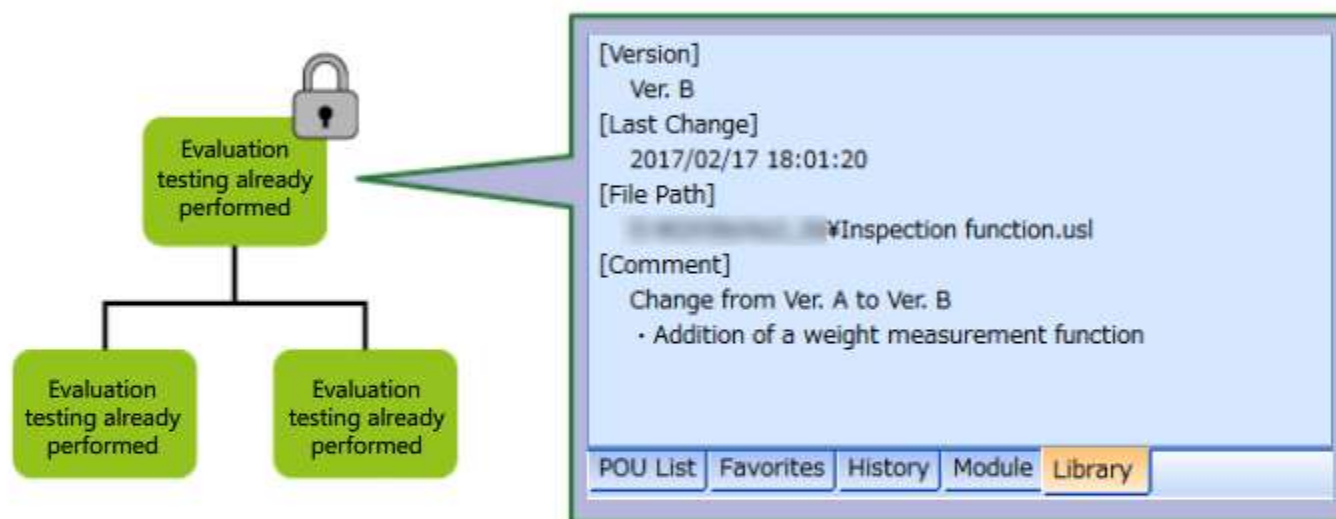 Evaluation
testing already
performed
Evaluation
testing already
performed
Evaluation
testing already
performed
[Version]
Ver. B
[Last Change]
2017/02/17 18:01:20
[File Path]
¥Inspection function.usl
[Comment]
Change from Ver. A to Ver. B
・Addition of a weight measurement function
POU List Favorites History Module Library